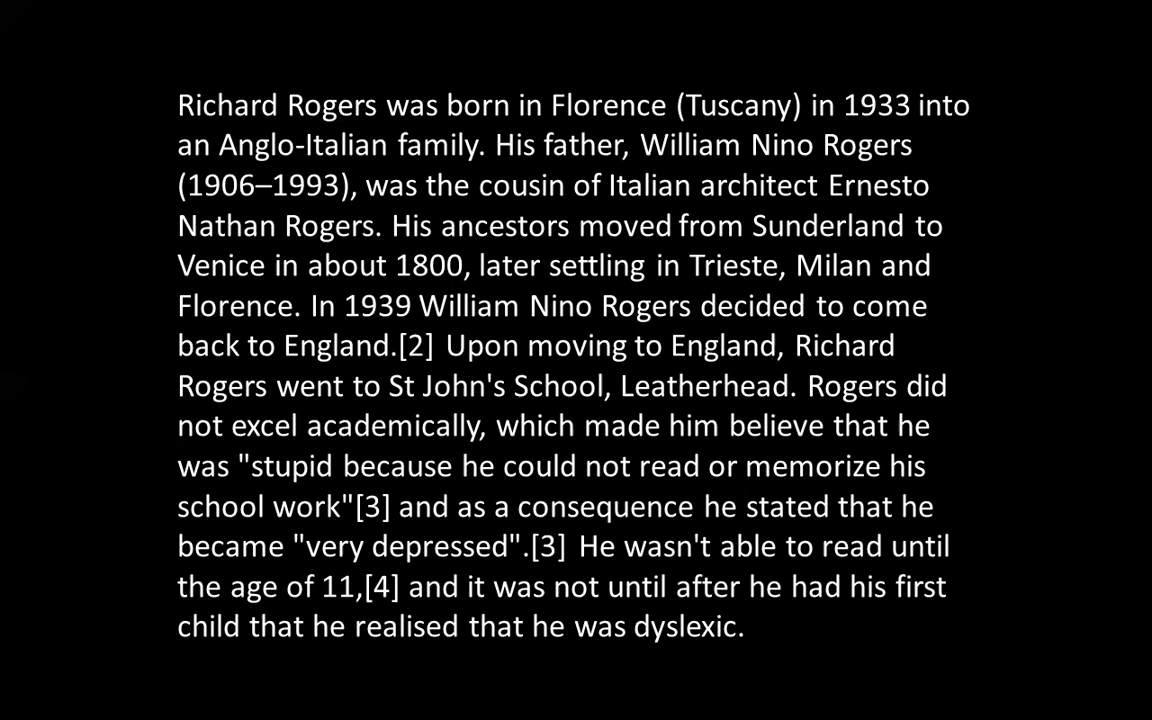 Richard Rogers was born in Florence (Tuscany) in 1933 into
an Anglo-Italian family. His father, William Nino Rogers
(1906–1993), was the cousin of Italian architect Ernesto
Nathan Rogers. His ancestors moved from Sunderland to
Venice in about 1800, later settling in Trieste, Milan and
Florence. In 1939 William Nino Rogers decided to come
back to England.[2] Upon moving to England, Richard
Rogers went to St John's School, Leatherhead. Rogers did
not excel academically, which made him believe that he
was "stupid because he could not read or memorize his
school work"[3] and as a consequence he stated that he
became "very depressed".[3] He wasn't able to read until
the age of 11,[4] and it was not until after he had his first
child that he realised that he was dyslexic.